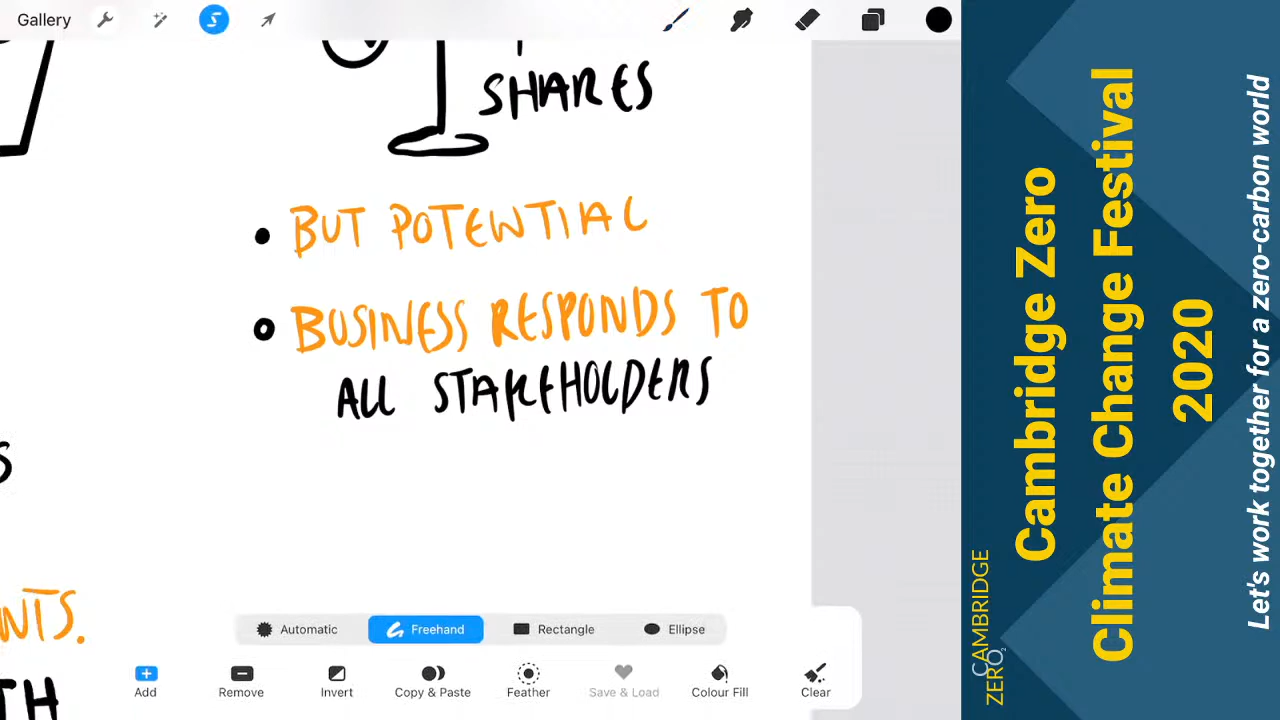 Gallery
SHARES
• BUT POTENTIAL
• BUSINESS RESPONDS TO
ALL STAKEHOLDERS
S
NTS.
TH
Automatic
Freehand
Rectangle
Ellipse
Add
Remove
Invert
Copy & Paste
Feather
Save & Load
Colour Fill
Clear
CAMBRIDGE
ZERO₂
Cambridge Zero
Climate Change Festival
2020
Let's work together for a zero-carbon world